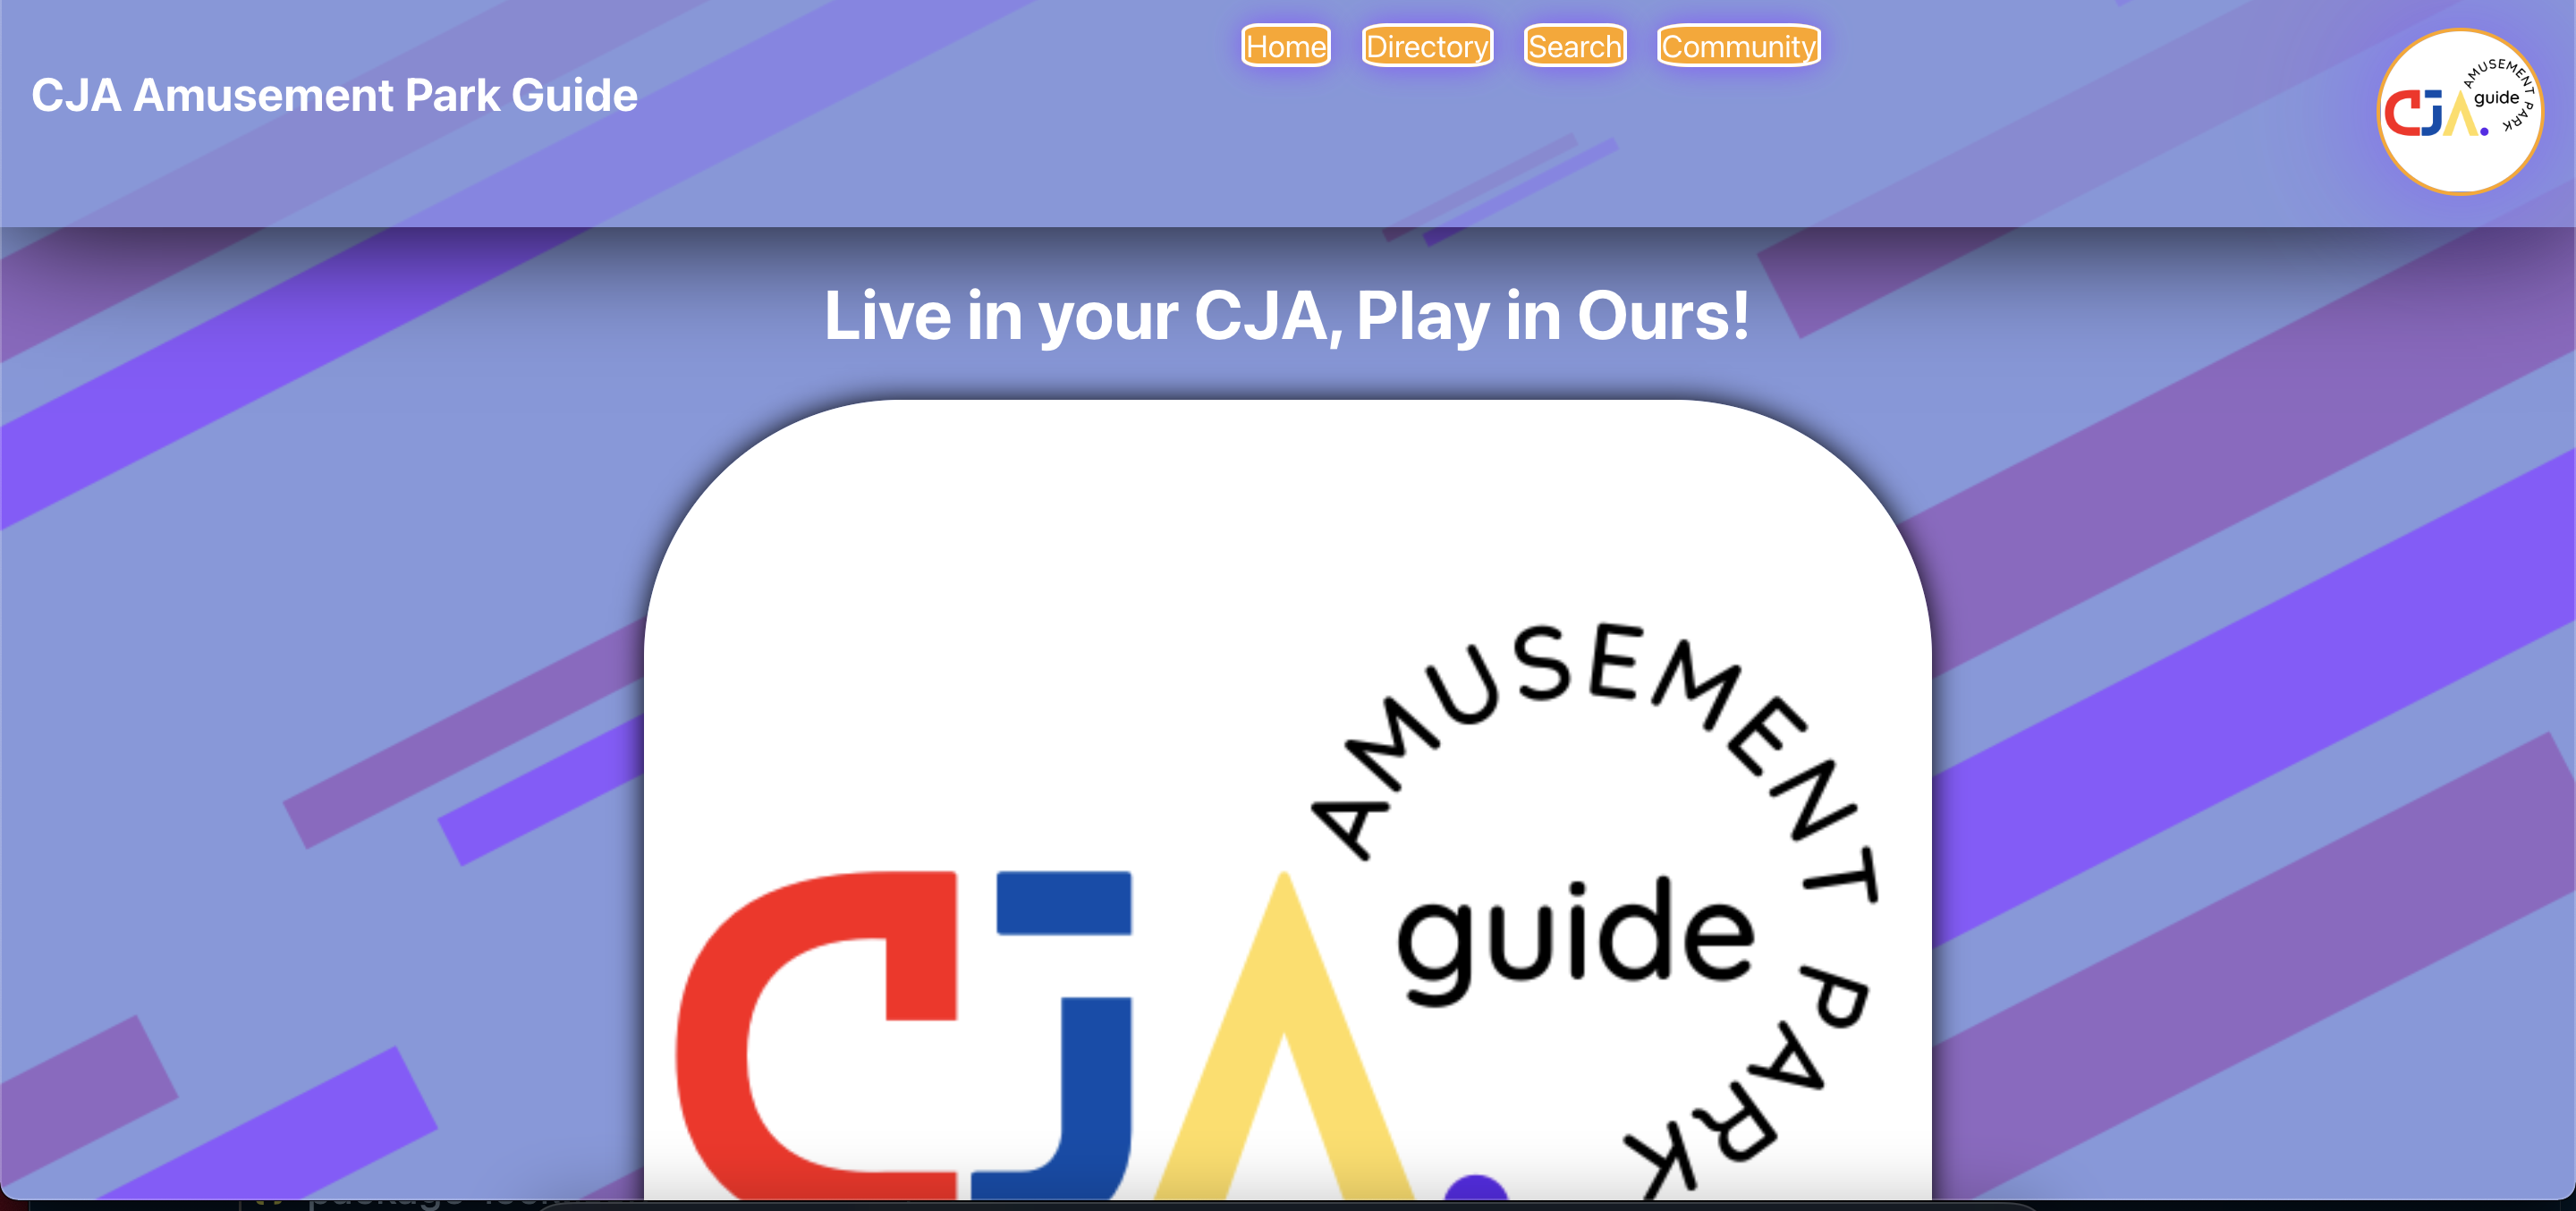 Home Directory Search Community
CJA Amusement Park Guide
CJA.
guide
AMUSEMENT PARK
Live in your CJA, Play in Ours!
AMUSEMENT PARK
guide
CJA.